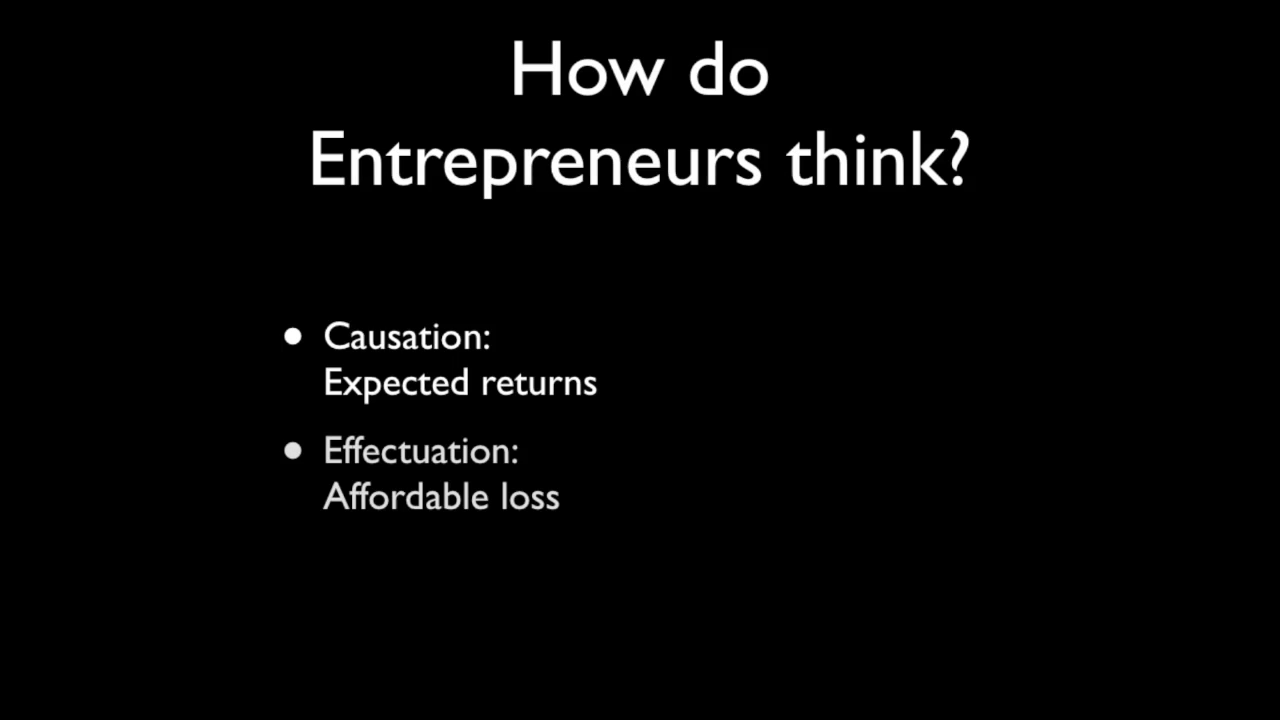 How do
Entrepreneurs think?
• Causation:
Expected returns
• Effectuation:
Affordable loss